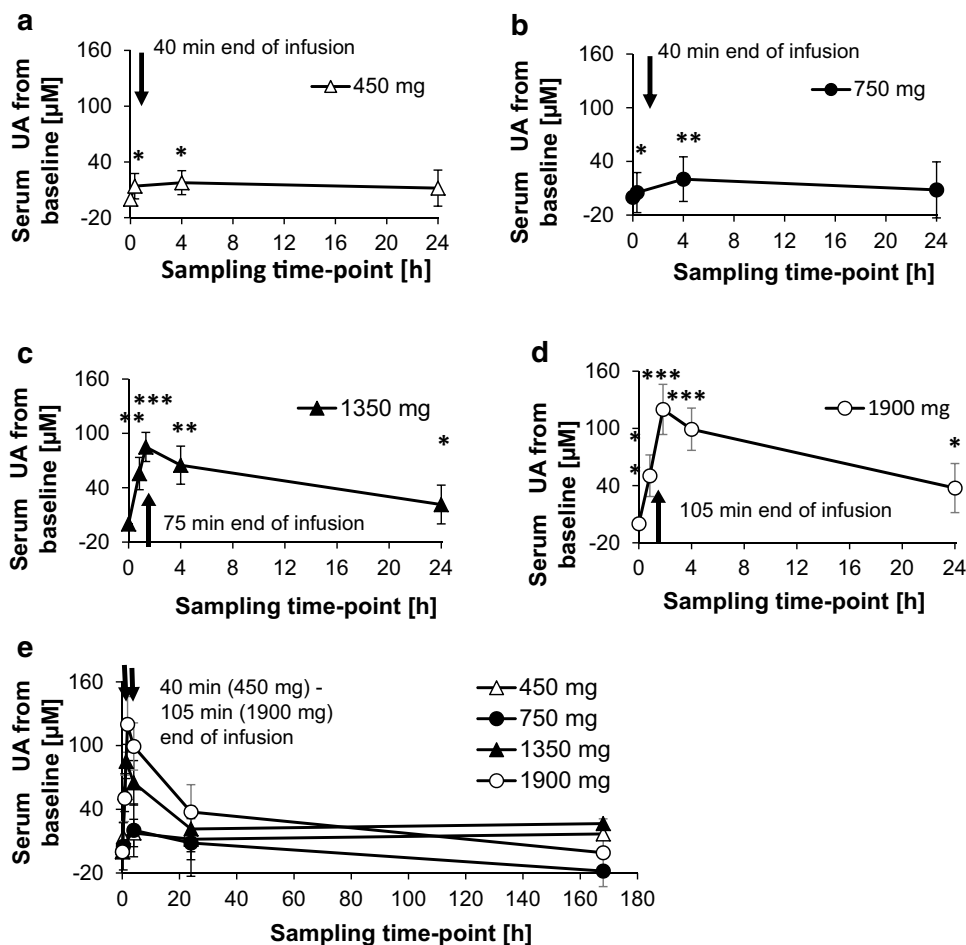 a
160
100
40
-20
Serum UA from
baseline [µM]
40 min end of infusion
450 mg
*
*
0 4 8 12 16 20 24
Sampling time-point [h]
b
160
100
40
-20
Serum UA from
baseline [µM]
40 min end of infusion
750 mg
*
**
0 4 8 12 16 20 24
Sampling time-point [h]
c
160
100
40
-20
Serum UA from
baseline [µM]
1350 mg
***
**
**
*
75 min end of infusion
0 4 8 12 16 20 24
Sampling time-point [h]
d
160
100
40
-20
Serum UA from
baseline [µM]
1900 mg
***
***
*
*
*
105 min end of infusion
0 4 8 12 16 20 24
Sampling time-point [h]
e
160
100
40
-20
Serum UA from
baseline [µM]
40 min (450 mg) -
105 min (1900 mg)
end of infusion
450 mg
750 mg
1350 mg
1900 mg
0 20 40 60 80 100 120 140 160 180
Sampling time-point [h]